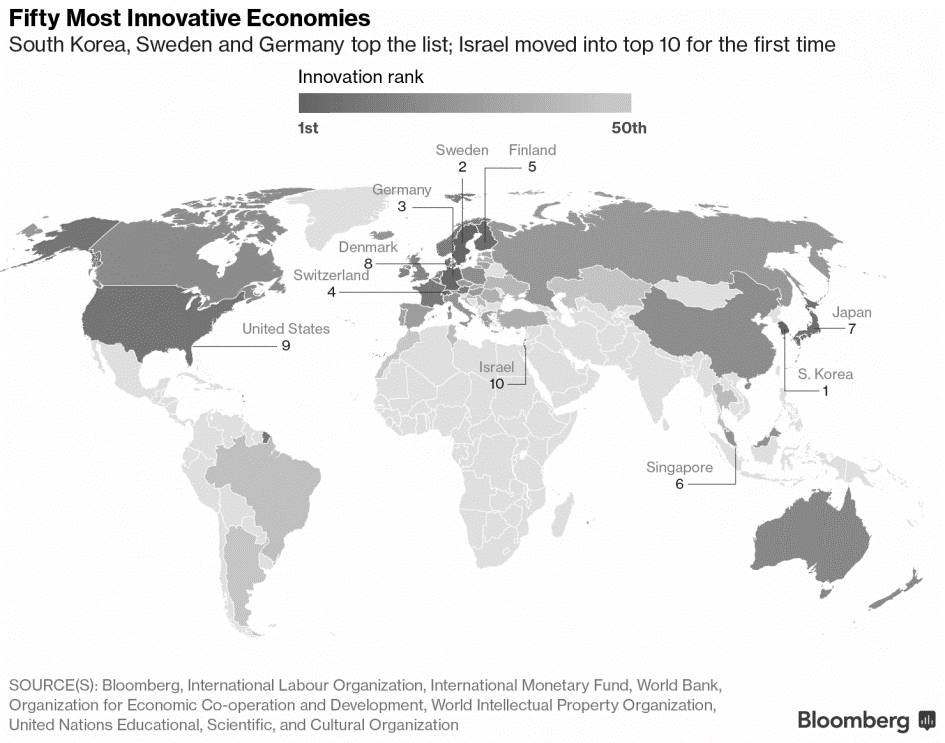 Fifty Most Innovative Economies
South Korea, Sweden and Germany top the list; Israel moved into top 10 for the first time
Innovation rank
1st
50th
Sweden
2
Finland
5
Germany
3
Denmark
8
Switzerland
4
United States
9
Japan
7
Israel
10
S. Korea
1
Singapore
6
SOURCE(S): Bloomberg, International Labour Organization, International Monetary Fund, World Bank,
Organization for Economic Co-operation and Development, World Intellectual Property Organization,
United Nations Educational, Scientific, and Cultural Organization
Bloomberg